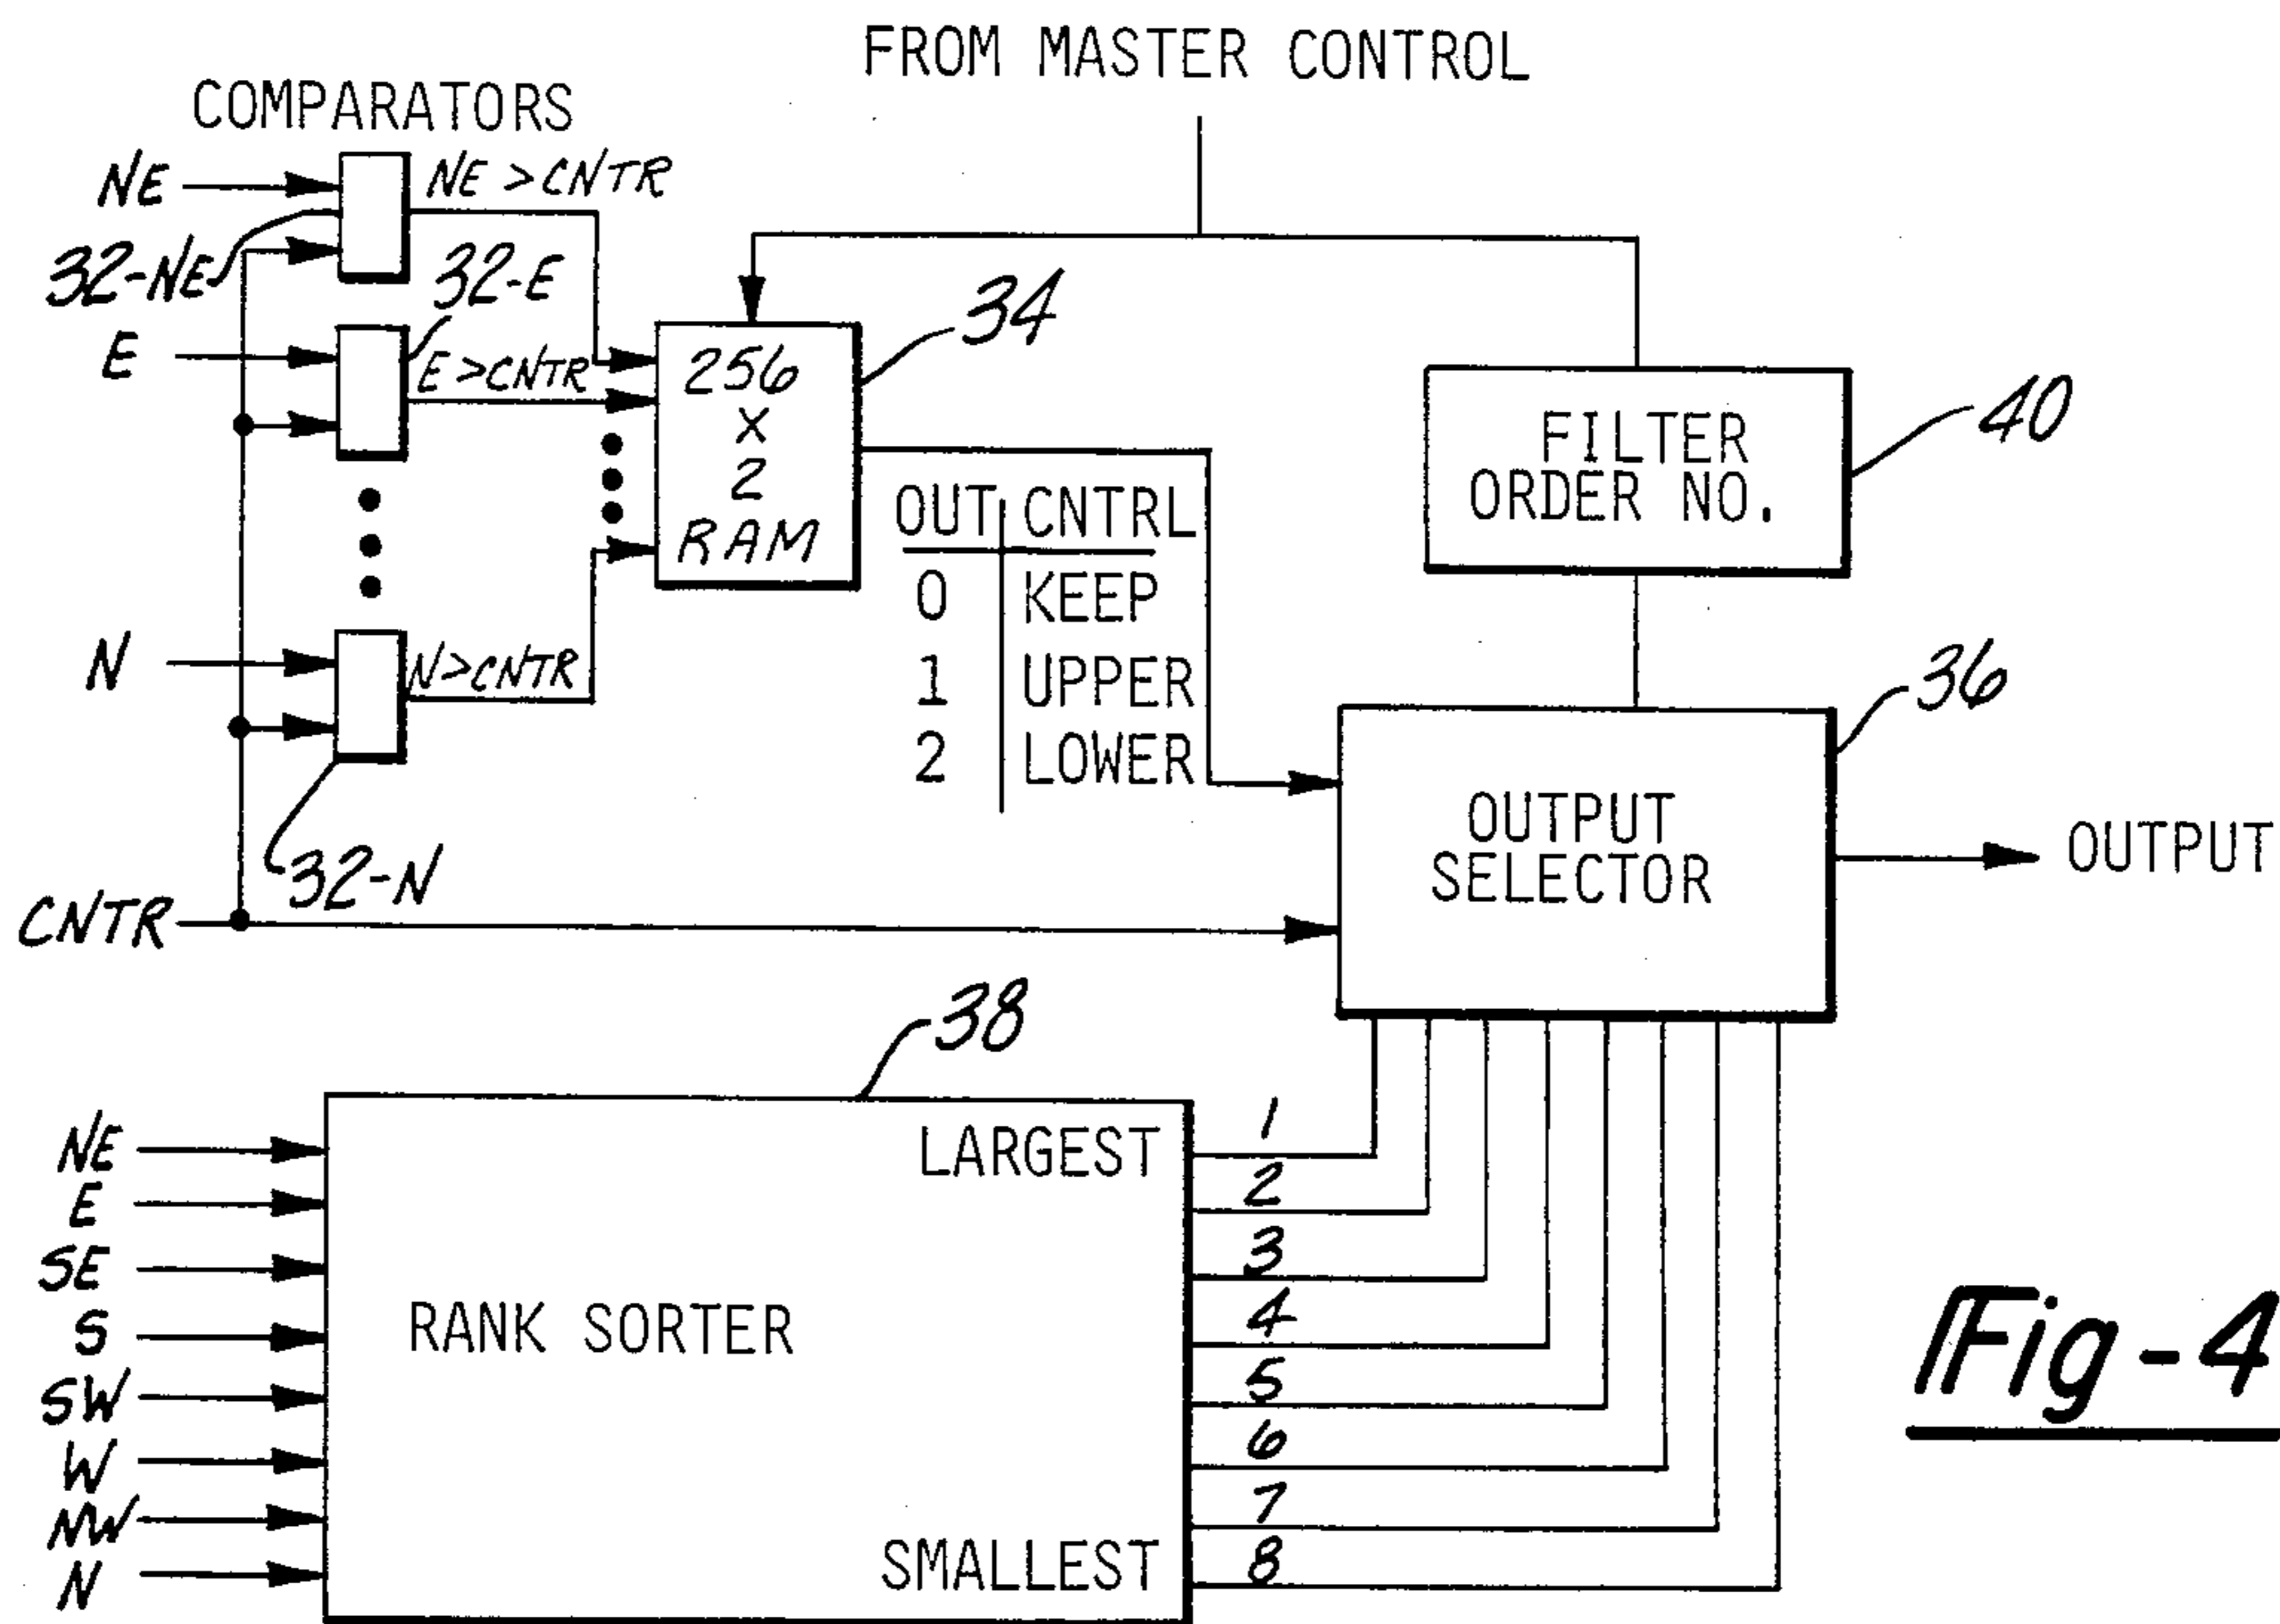 FROM MASTER CONTROL
COMPARATORS
NE
NE > CNTR
32-NE
32-E
E
E > CNTR
34
256
X
2
RAM
FILTER
ORDER NO.
40
OUT CNTRL
0 KEEP
1 UPPER
2 LOWER
N
N > CNTR
32-N
36
OUTPUT
SELECTOR
OUTPUT
CNTR
38
NE
E
SE
S
SW
W
NW
N
RANK SORTER
LARGEST
SMALLEST
1
2
3
4
5
6
7
8
Fig-4